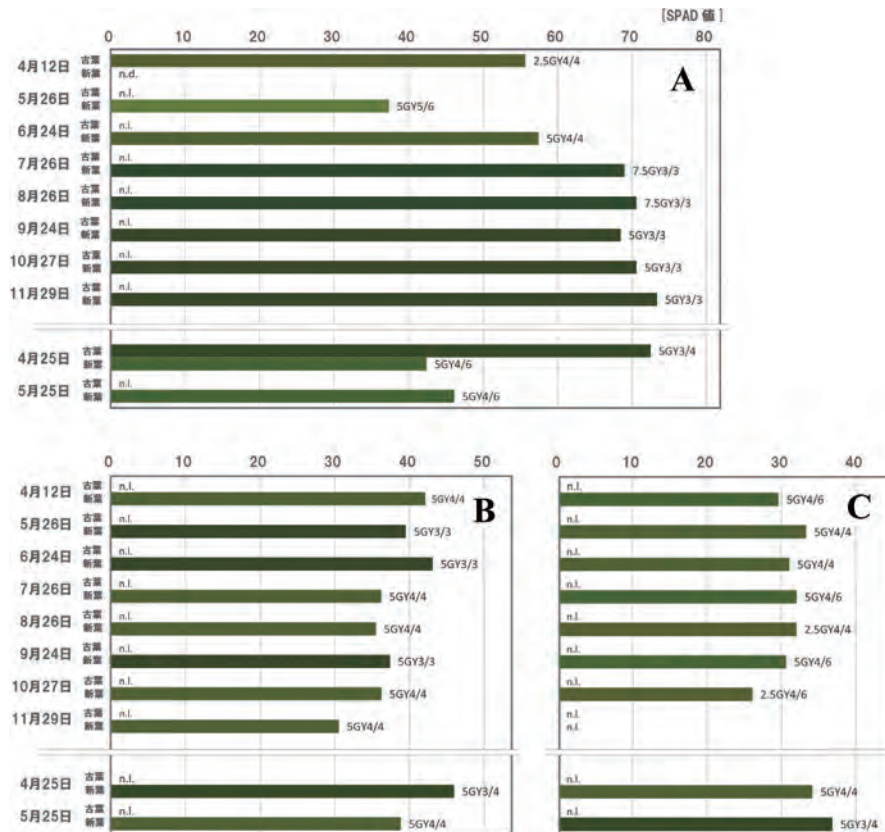 [SPAD 値]
0 10 20 30 40 50 60 70 80
A
4月12日 古葉 2.5GY4/4
新葉 n.d.
5月26日 古葉 n.l.
新葉 5GY5/6
6月24日 古葉 n.l.
新葉 5GY4/4
7月26日 古葉 n.l.
新葉 7.5GY3/3
8月26日 古葉 n.l.
新葉 7.5GY3/3
9月24日 古葉 n.l.
新葉 5GY3/3
10月27日 古葉 n.l.
新葉 5GY3/3
11月29日 古葉 n.l.
新葉 5GY3/3
4月25日 古葉 5GY3/4
新葉 5GY4/6
5月25日 古葉 n.l.
新葉 5GY4/6
0 10 20 30 40 50
B
4月12日 古葉 n.l.
新葉 5GY4/4
5月26日 古葉 n.l.
新葉 5GY3/3
6月24日 古葉 n.l.
新葉 5GY3/3
7月26日 古葉 n.l.
新葉 5GY4/4
8月26日 古葉 n.l.
新葉 5GY4/4
9月24日 古葉 n.l.
新葉 5GY3/3
10月27日 古葉 n.l.
新葉 5GY4/4
11月29日 古葉 n.l.
新葉 5GY4/4
4月25日 古葉 n.l.
新葉 5GY3/4
5月25日 古葉 n.l.
新葉 5GY4/4
0 10 20 30 40
C
n.l.
5GY4/6
n.l.
5GY4/4
n.l.
5GY4/4
n.l.
5GY4/6
n.l.
2.5GY4/4
n.l.
5GY4/6
n.l.
2.5GY4/6
n.l.
n.l.
n.l.
5GY4/4
n.l.
5GY3/4